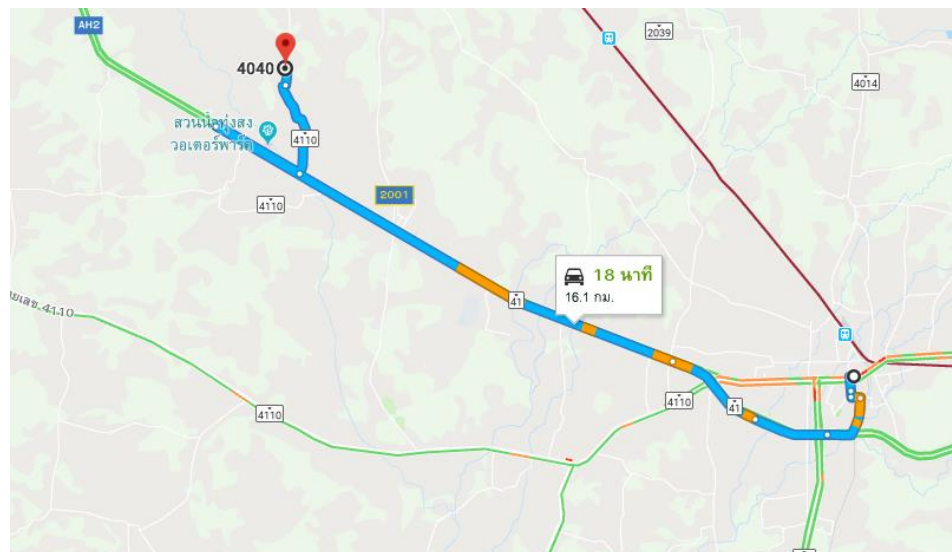 AH2
4040
2039
4014
สวนน้ำทุ่งสง
วอเตอร์พาร์ค
4110
4110
2001
18 นาที
16.1 กม.
41
4110
41
4110